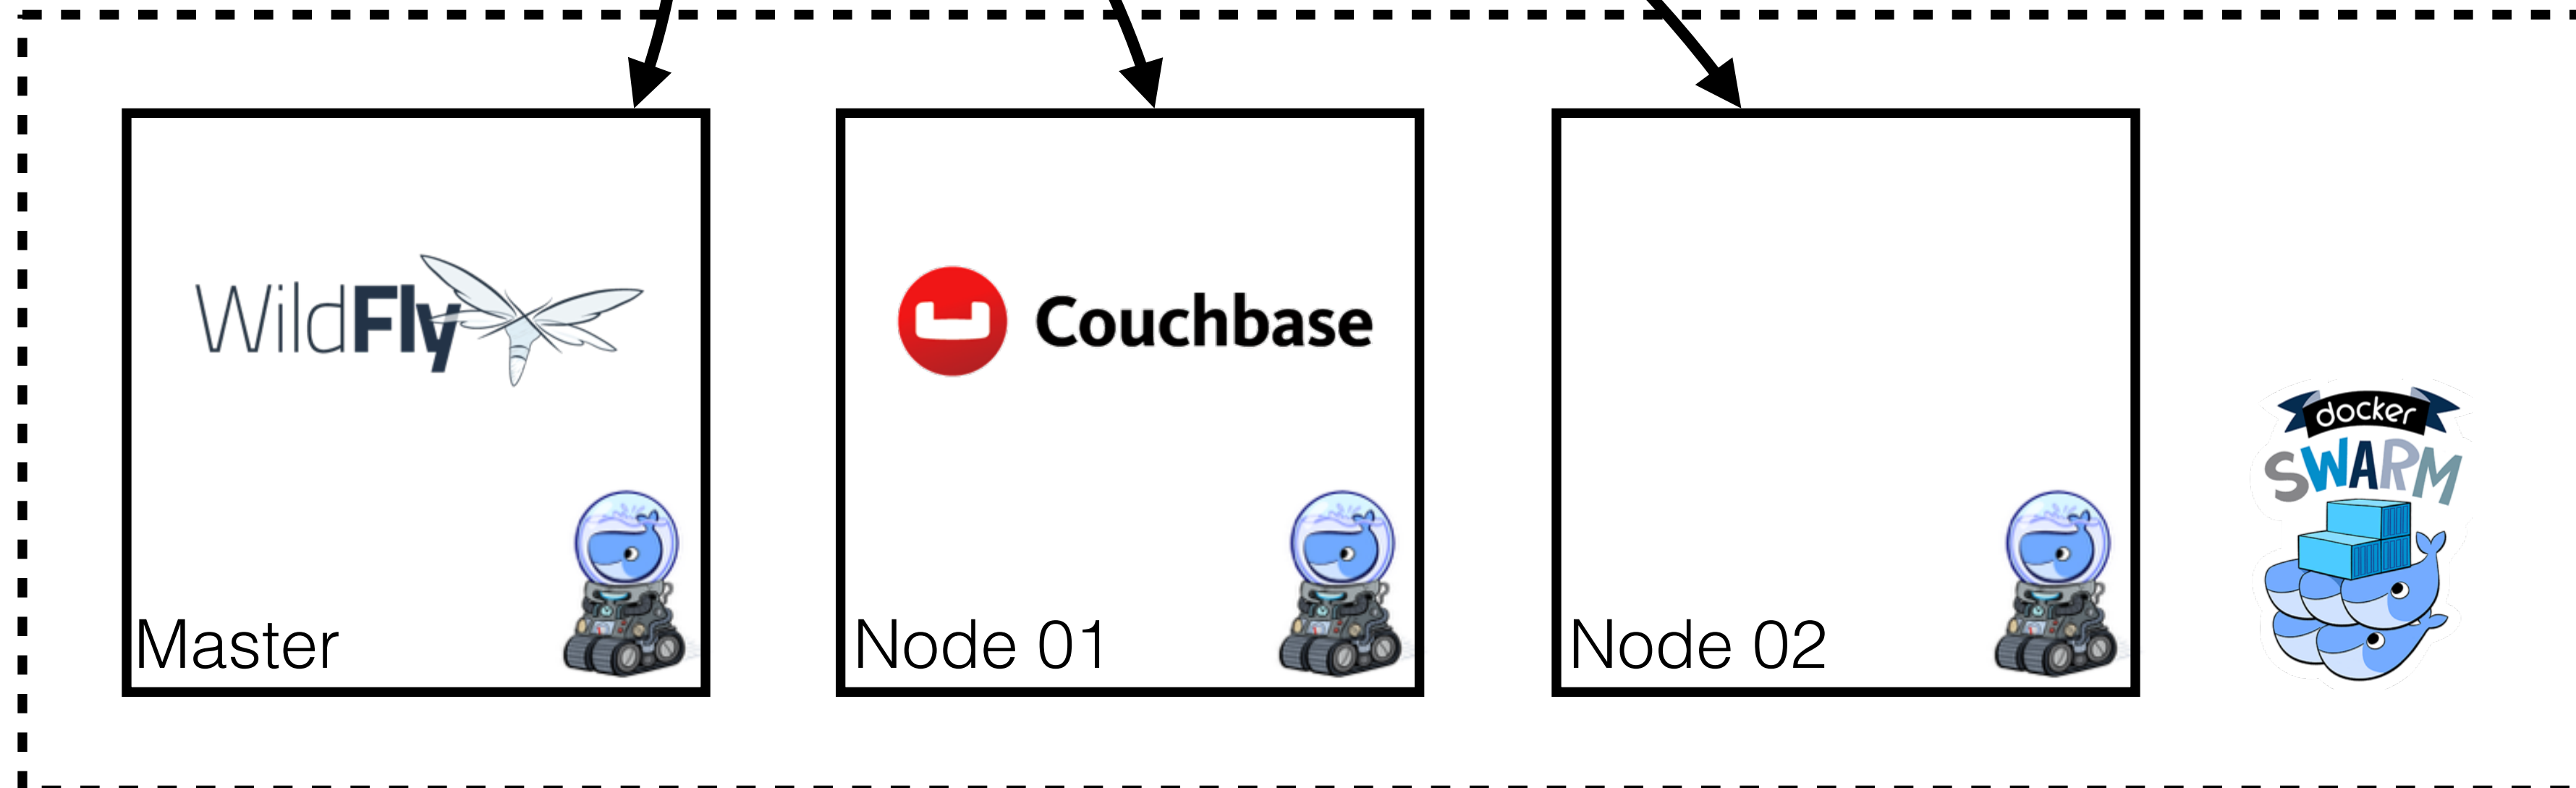 WildFly
Couchbase
docker
SWARM
Master
Node 01
Node 02